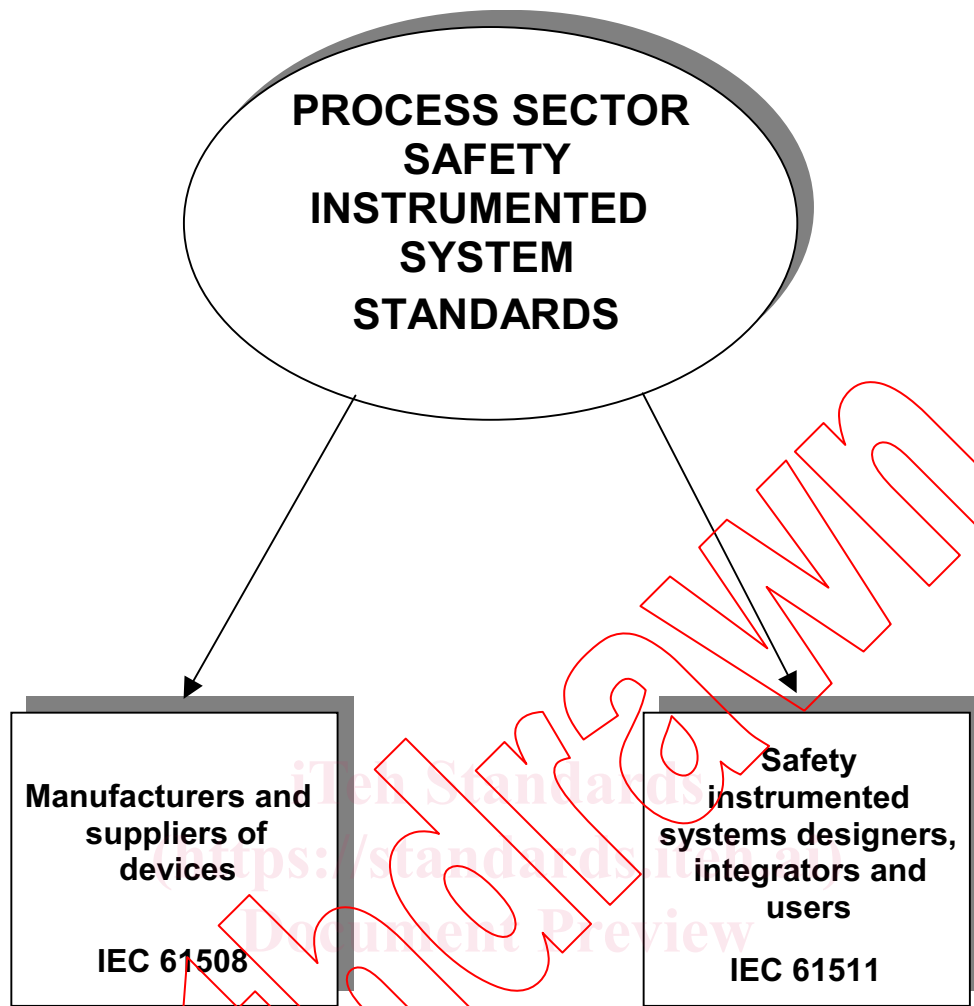 PROCESS SECTOR
SAFETY
INSTRUMENTED
SYSTEM
STANDARDS
Manufacturers and
suppliers of
devices
IEC 61508
Safety
instrumented
systems designers,
integrators and
users
IEC 61511
iTeh Standards
(https://standards.iteh.ai)
Document Preview